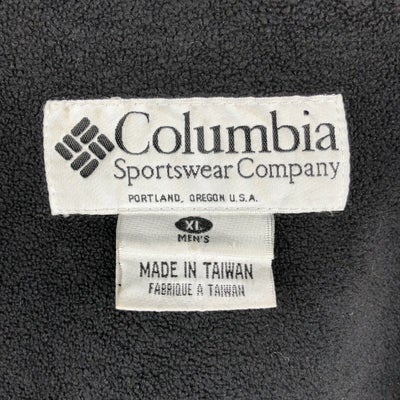 Columbia
Sportswear Company
PORTLAND, OREGON U.S.A.
XL
MEN'S
MADE IN TAIWAN
FABRIQUE A TAIWAN